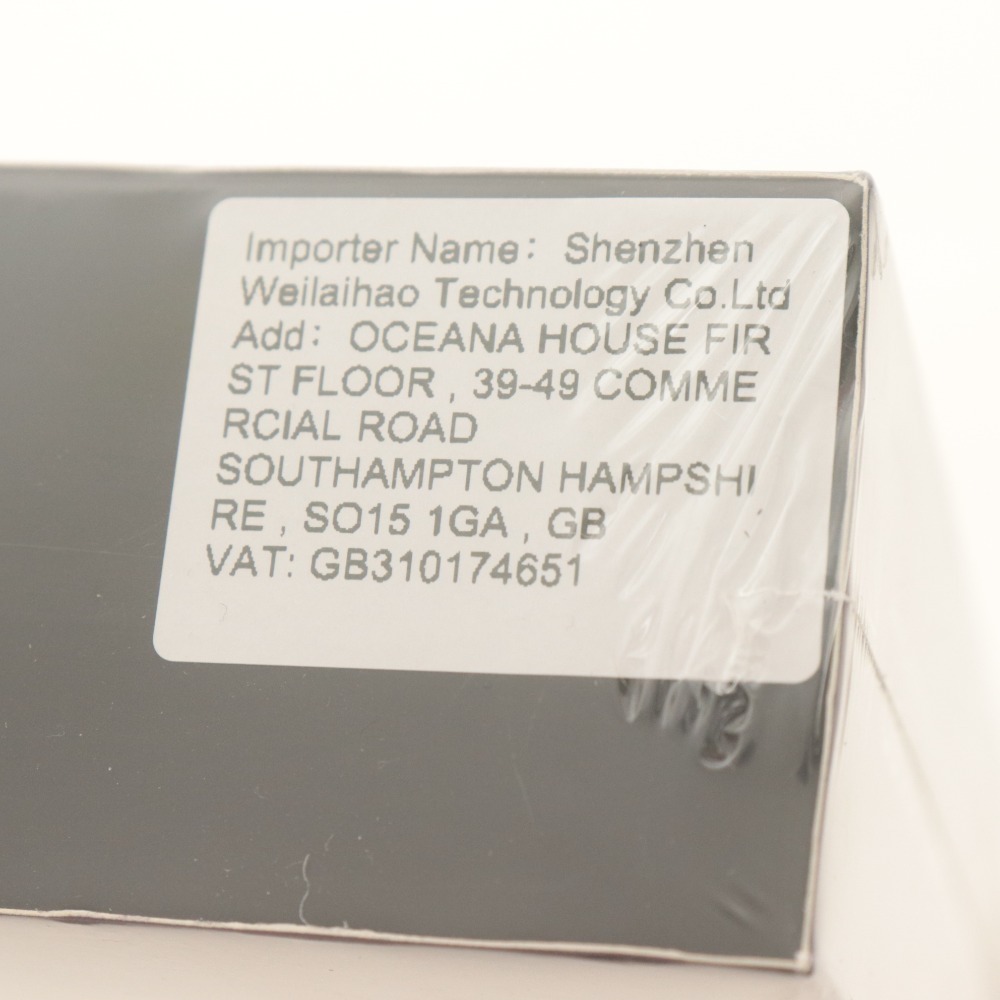 Importer Name： Shenzhen
Weilaihao Technology Co.Ltd
Add： OCEANA HOUSE FIR
ST FLOOR , 39-49 COMME
RCIAL ROAD
SOUTHAMPTON HAMPSHI
RE , SO15 1GA , GB
VAT: GB310174651